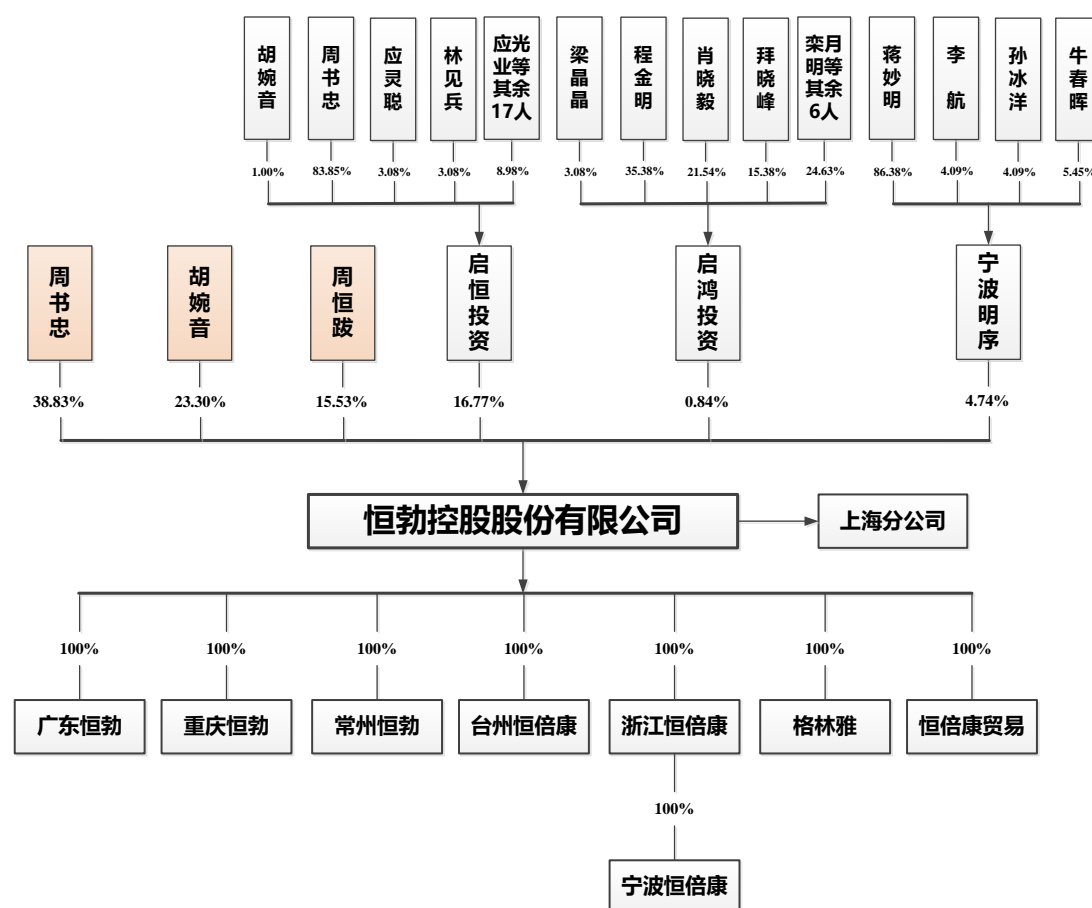 胡婉音
周书忠
应灵聪
林见兵
应光业等其余17人
梁晶晶
程金明
肖晓毅
拜晓峰
栾月明等其余6人
蒋妙明
李航
孙冰洋
牛春晖
1.00%
83.85%
3.08%
3.08%
8.98%
3.08%
35.38%
21.54%
15.38%
24.63%
86.38%
4.09%
4.09%
5.45%
周书忠
胡婉音
周恒跋
启恒投资
启鸿投资
宁波明序
38.83%
23.30%
15.53%
16.77%
0.84%
4.74%
恒勃控股股份有限公司
上海分公司
100%
100%
100%
100%
100%
100%
100%
广东恒勃
重庆恒勃
常州恒勃
台州恒倍康
浙江恒倍康
格林雅
恒倍康贸易
100%
宁波恒倍康